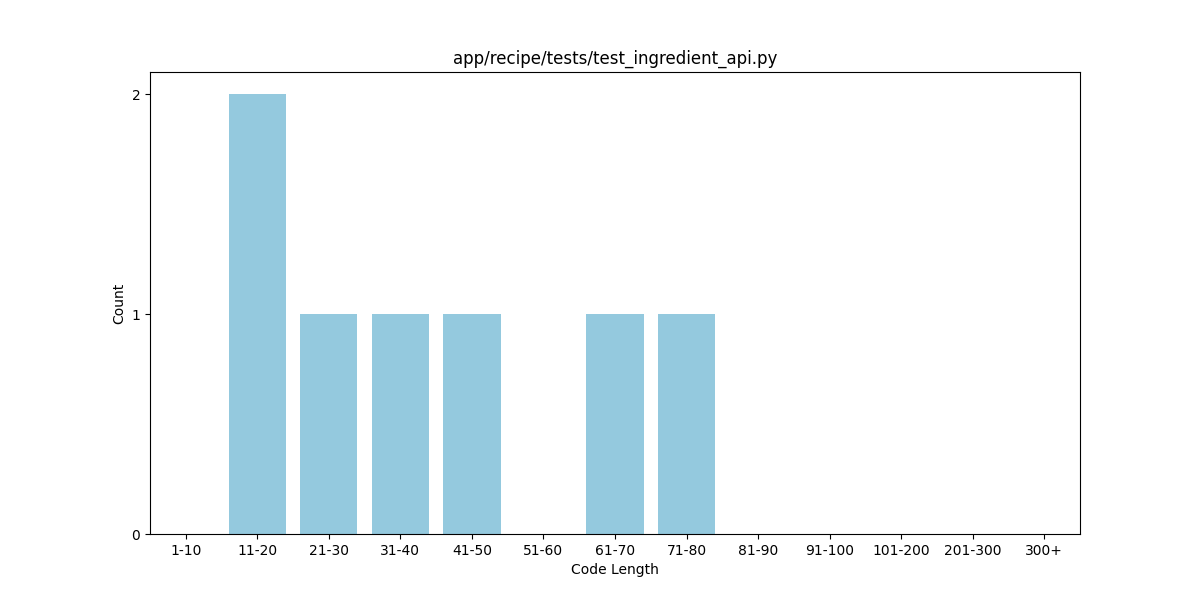 app/recipe/tests/test_ingredient_api.py
2
1
0
Count
1-10 11-20 21-30 31-40 41-50 51-60 61-70 71-80 81-90 91-100 101-200 201-300 300+
Code Length